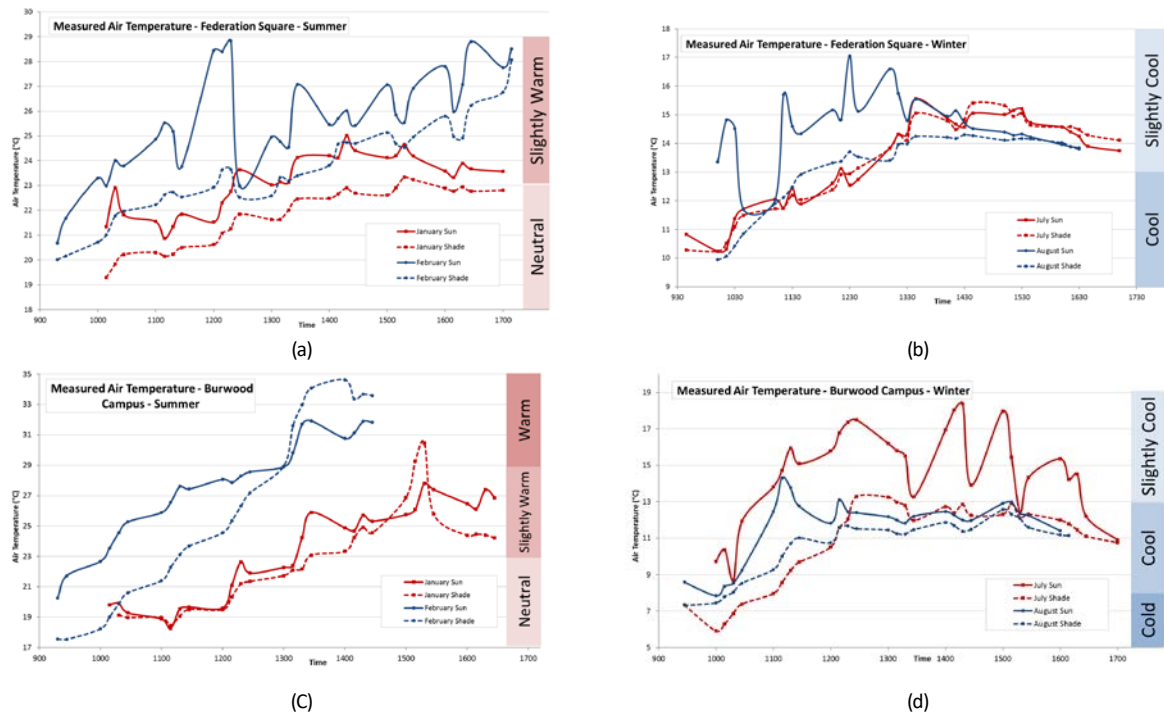 Measured Air Temperature - Federation Square - Summer
Air Temperature (°C)
30
29
28
27
26
25
24
23
22
21
20
19
18
900
1000
1100
1200
1300
1400
1500
1600
1700
Time
January Sun
January Shade
February Sun
February Shade
Slightly Warm
Neutral
(a)
Measured Air Temperature - Federation Square - Winter
Air Temperature (°C)
18
17
16
15
14
13
12
11
10
9
930
1030
1130
1230
1330
1430
1530
1630
1730
Time
July Sun
July Shade
August Sun
August Shade
Slightly Cool
Cool
(b)
Measured Air Temperature - Burwood
Campus - Summer
Air Temperature (°C)
35
33
31
29
27
25
23
21
19
17
900
1000
1100
1200
1300
1400
1500
1600
1700
Time
January Sun
January Shade
February Sun
February Shade
Warm
Slightly Warm
Neutral
(C)
Measured Air Temperature - Burwood Campus - Winter
Air Temperature (°C)
19
17
15
13
11
9
7
5
900
1000
1100
1200
1300
1400
1500
1600
1700
Time
July Sun
July Shade
August Sun
August Shade
Slightly Cool
Cool
Cold
(d)